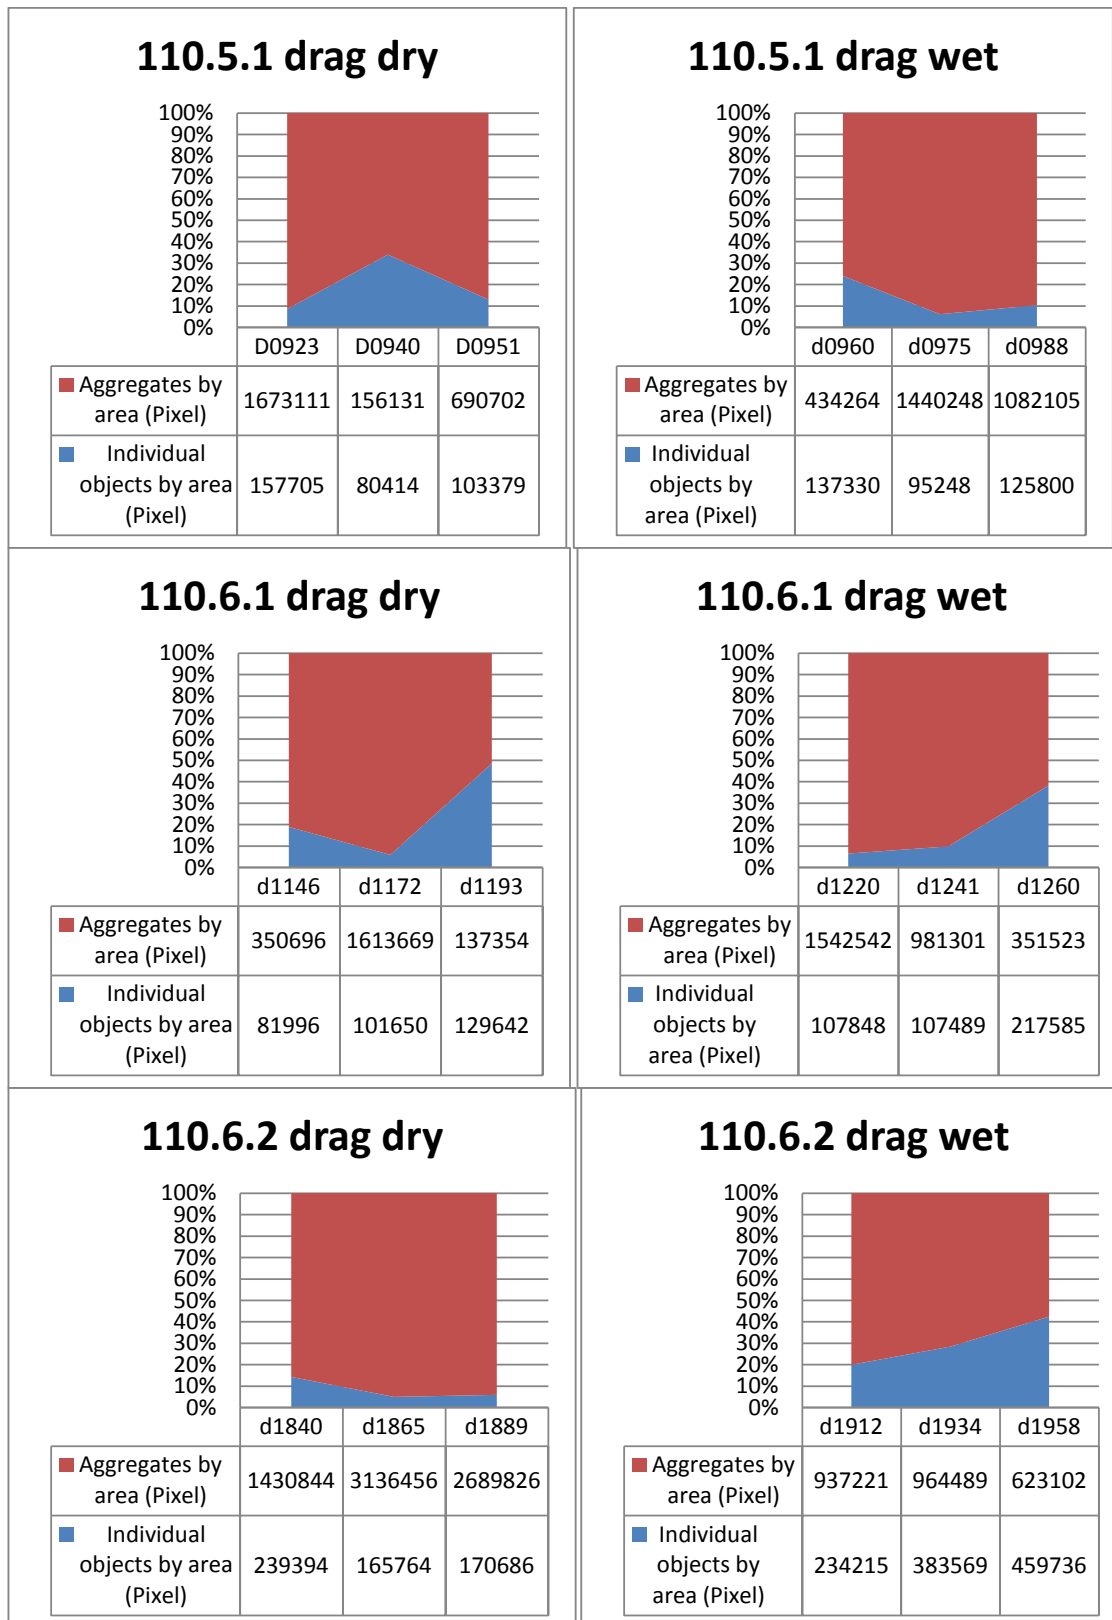 110.5.1 drag dry
100%
90%
80%
70%
60%
50%
40%
30%
20%
10%
0%
D0923 D0940 D0951
Aggregates by
area (Pixel)
1673111 156131 690702
Individual
objects by area
(Pixel)
157705 80414 103379
110.5.1 drag wet
100%
90%
80%
70%
60%
50%
40%
30%
20%
10%
0%
d0960 d0975 d0988
Aggregates by
area (Pixel)
434264 1440248 1082105
Individual
objects by
area (Pixel)
137330 95248 125800
110.6.1 drag dry
100%
90%
80%
70%
60%
50%
40%
30%
20%
10%
0%
d1146 d1172 d1193
Aggregates by
area (Pixel)
350696 1613669 137354
Individual
objects by area
(Pixel)
81996 101650 129642
110.6.1 drag wet
100%
90%
80%
70%
60%
50%
40%
30%
20%
10%
0%
d1220 d1241 d1260
Aggregates by
area (Pixel)
1542542 981301 351523
Individual
objects by
area (Pixel)
107848 107489 217585
110.6.2 drag dry
100%
90%
80%
70%
60%
50%
40%
30%
20%
10%
0%
d1840 d1865 d1889
Aggregates by
area (Pixel)
1430844 3136456 2689826
Individual
objects by area
(Pixel)
239394 165764 170686
110.6.2 drag wet
100%
90%
80%
70%
60%
50%
40%
30%
20%
10%
0%
d1912 d1934 d1958
Aggregates by
area (Pixel)
937221 964489 623102
Individual
objects by
area (Pixel)
234215 383569 459736